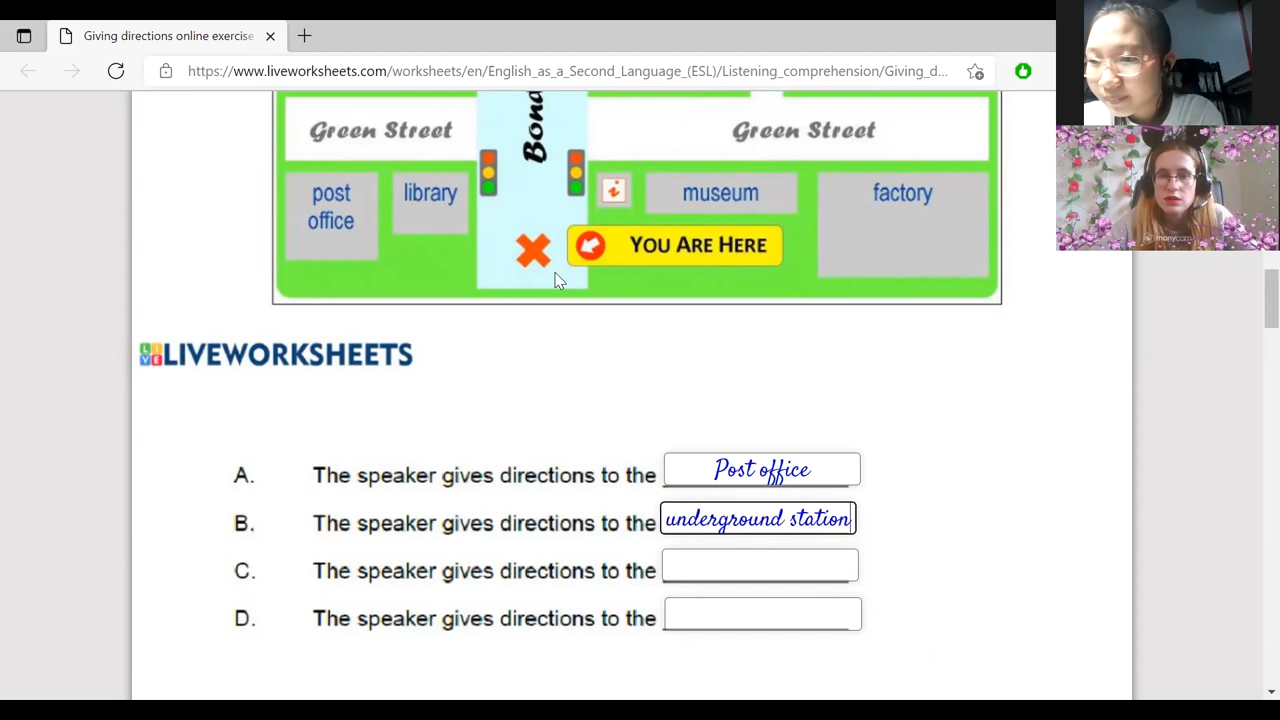 Giving directions online exercise
https://www.liveworksheets.com/worksheets/en/English_as_a_Second_Language_(ESL)/Listening_comprehension/Giving_d...
Green Street
Bond
Green Street
post office
library
i
museum
factory
YOU ARE HERE
LIVEWORKSHEETS
A. The speaker gives directions to the Post office
B. The speaker gives directions to the underground station
C. The speaker gives directions to the
D. The speaker gives directions to the
manycam